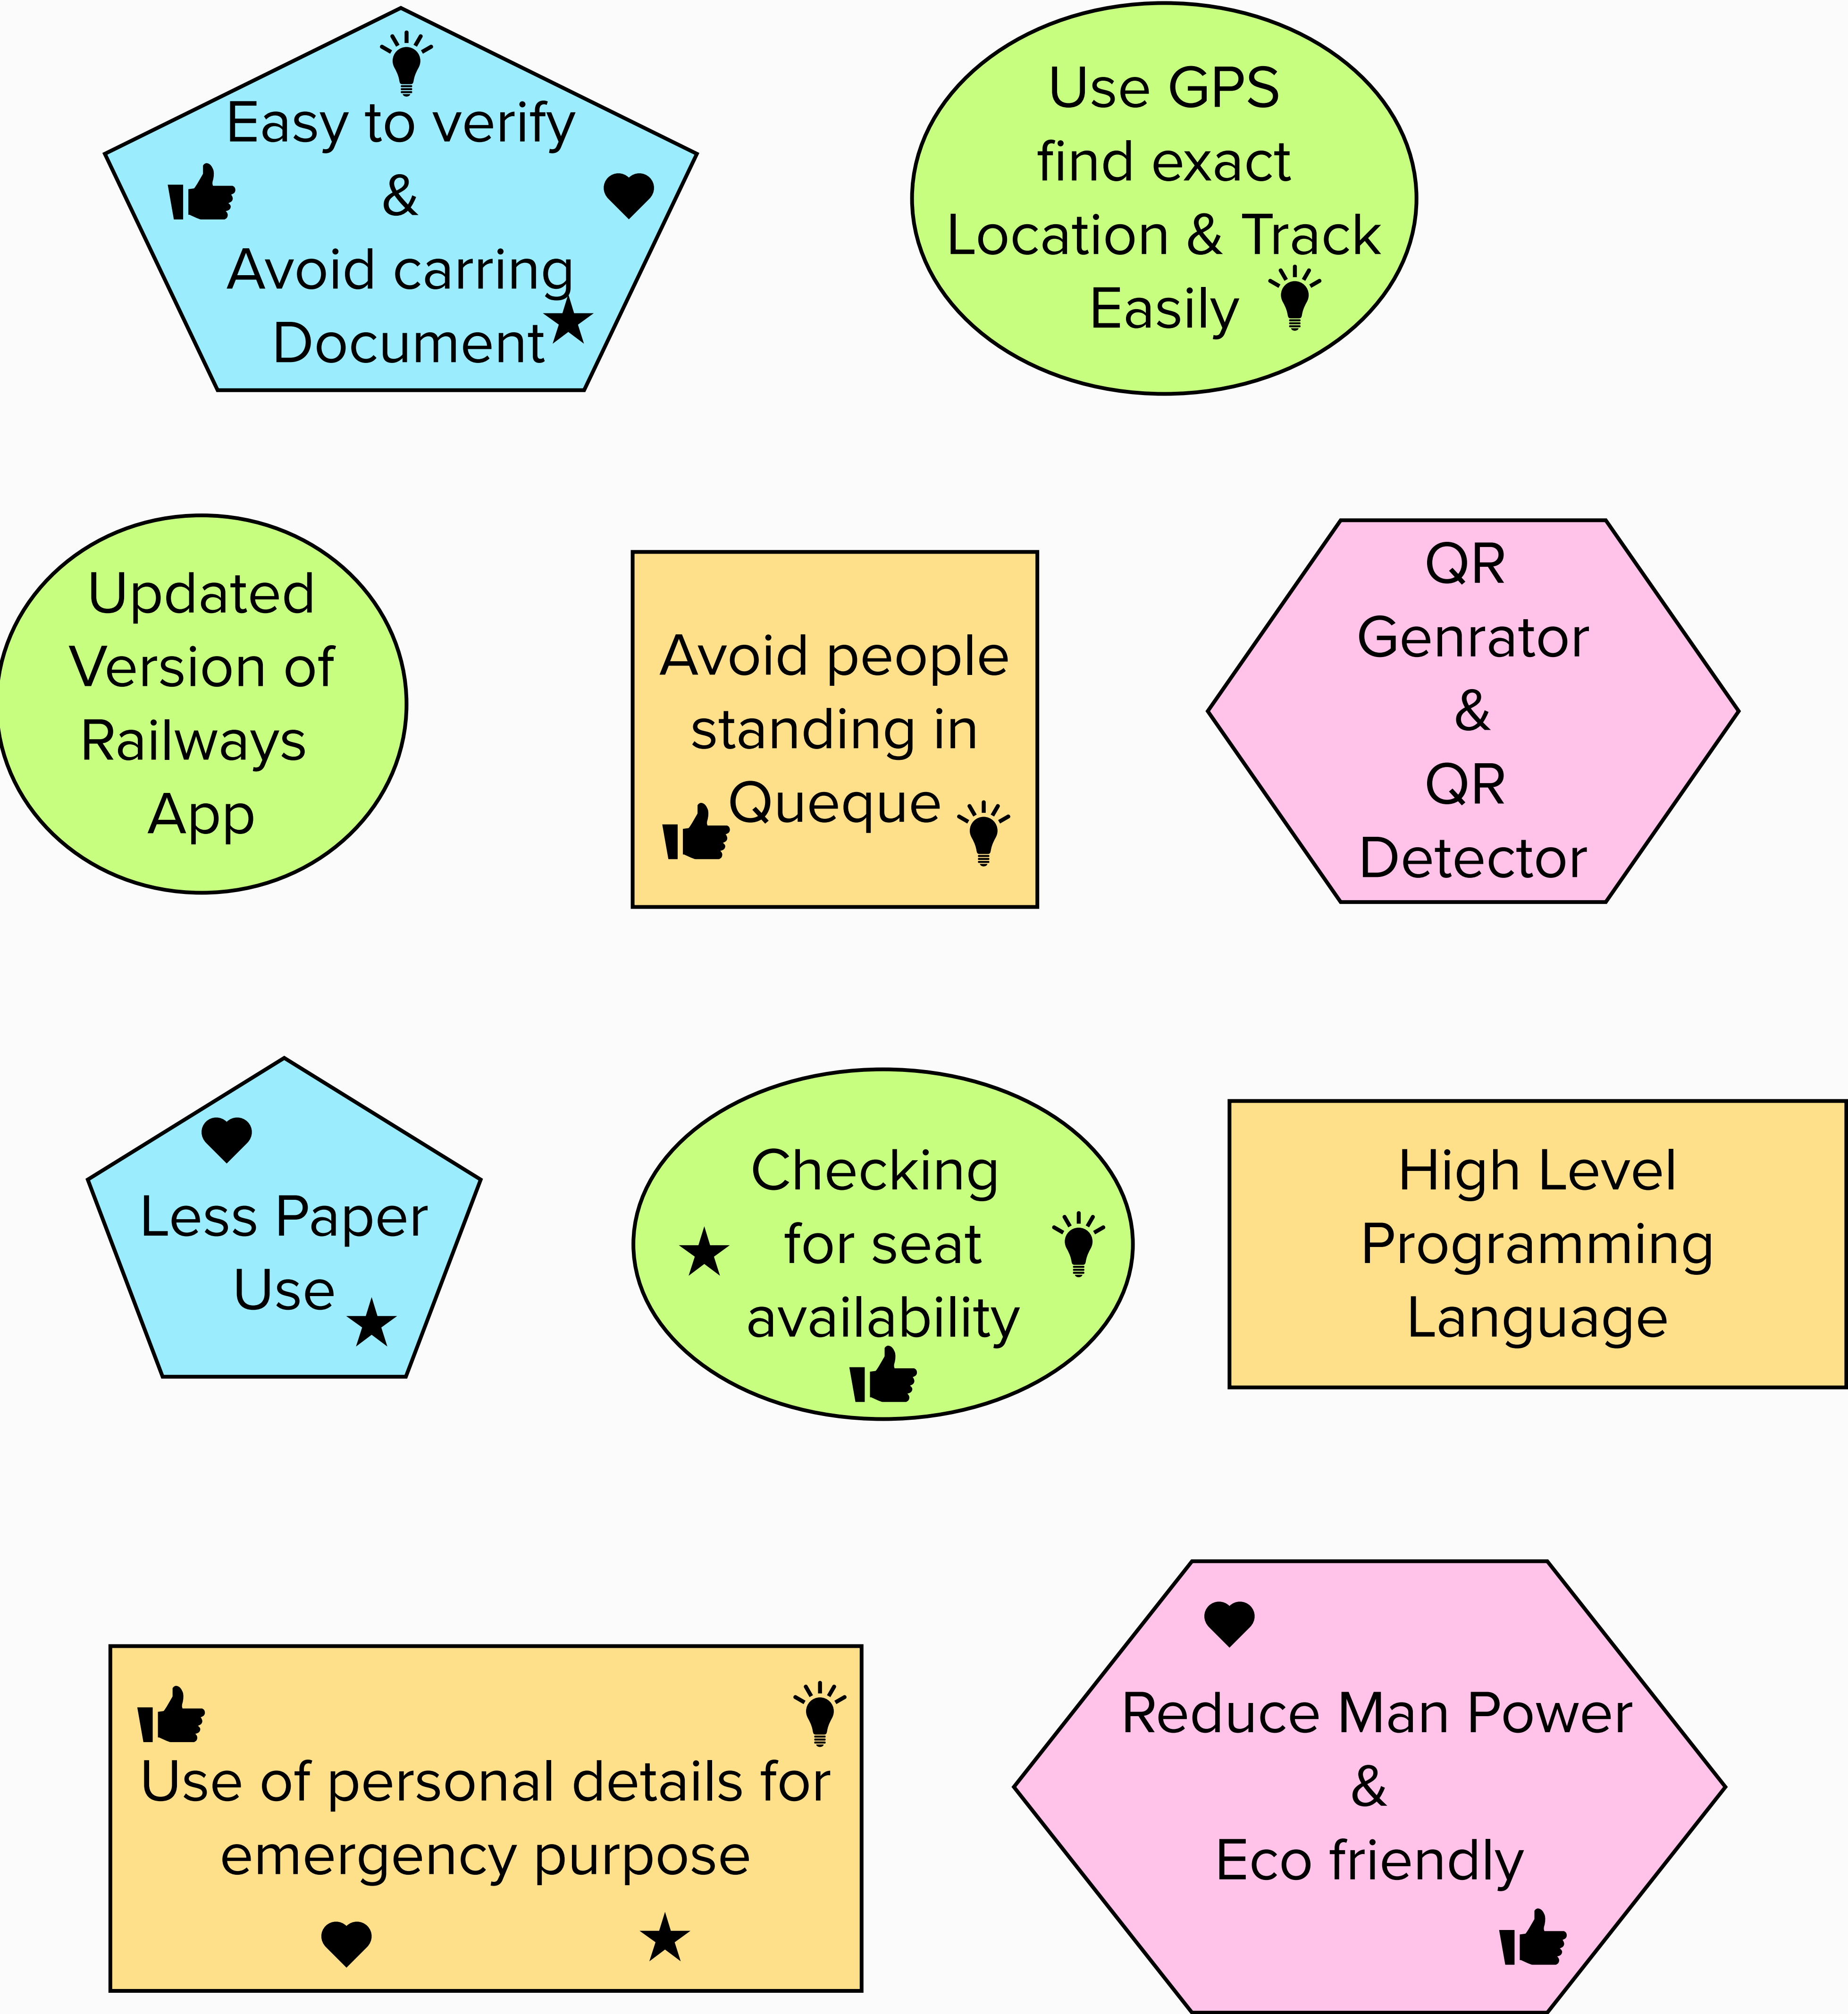 Easy to verify
&
Avoid carring
Document
Use GPS
find exact
Location & Track
Easily
Updated
Version of
Railways
App
Avoid people
standing in
Queque
QR
Genrator
&
QR
Detector
Less Paper
Use
Checking
for seat
availability
High Level
Programming
Language
Use of personal details for
emergency purpose
Reduce Man Power
&
Eco friendly